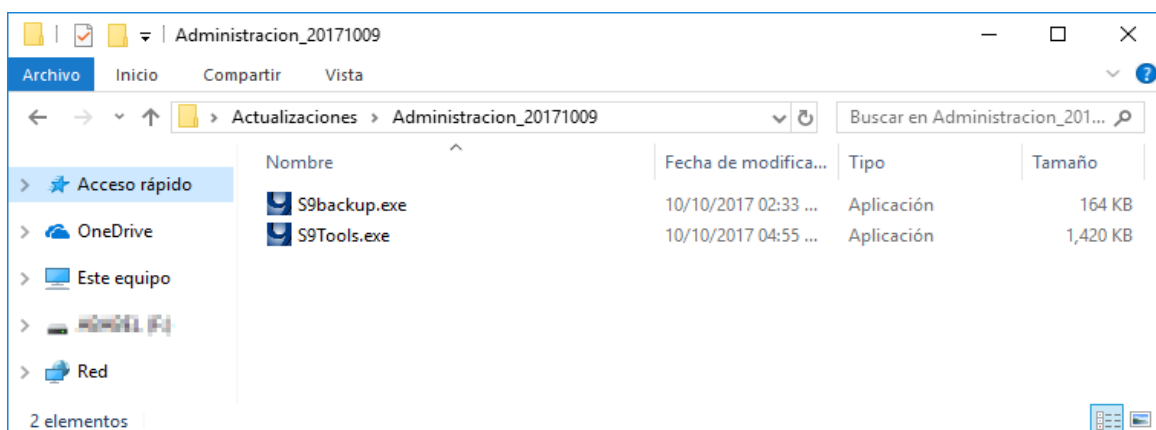 Administracion_20171009
Archivo Inicio Compartir Vista
Actualizaciones > Administracion_20171009 Buscar en Administracion_201...
Nombre Fecha de modifica... Tipo Tamaño
Acceso rápido
S9backup.exe 10/10/2017 02:33 ... Aplicación 164 KB
OneDrive
S9Tools.exe 10/10/2017 04:55 ... Aplicación 1,420 KB
Este equipo
Red
2 elementos